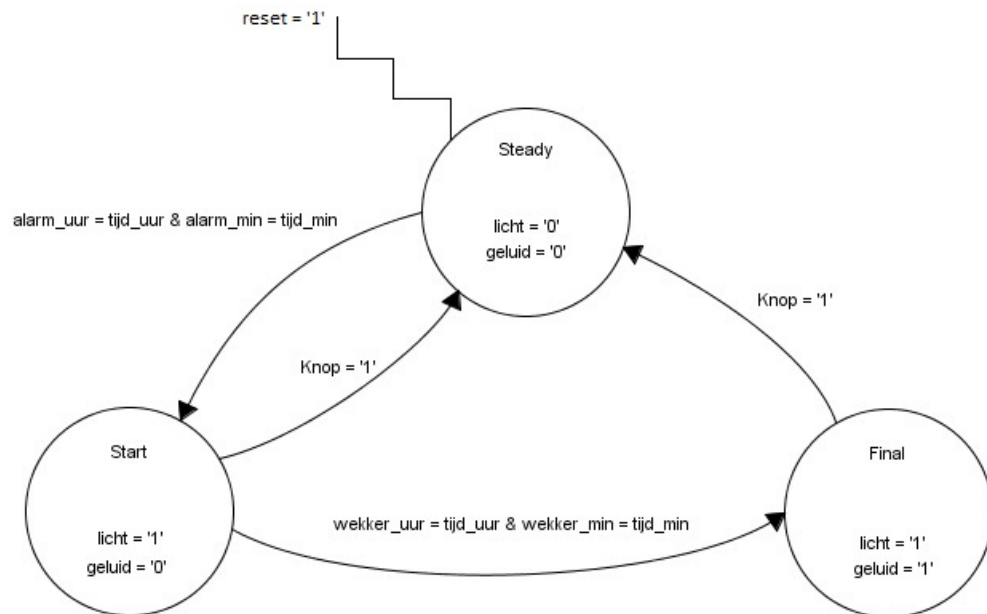 reset = '1'
Steady
licht = '0'
geluid = '0'
alarm_uur = tijd_uur & alarm_min = tijd_min
Knop = '1'
Knop = '1'
Start
licht = '1'
geluid = '0'
wekker_uur = tijd_uur & wekker_min = tijd_min
Final
licht = '1'
geluid = '1'